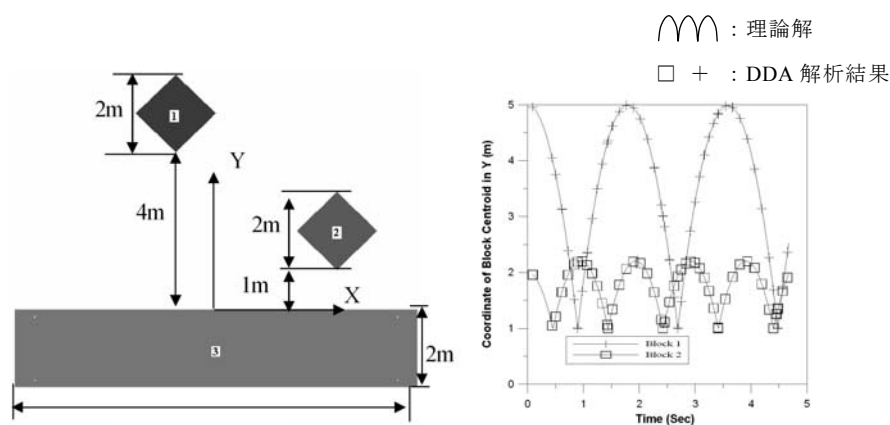 : 理論解
□ + : DDA 解析結果
2m
1
Y
4m
2m
2
1m
X
3
2m
Coordinate of Block Centroid in Y (m)
5
4
3
2
1
0
Block 1
Block 2
0 1 2 3 4 5
Time (Sec)